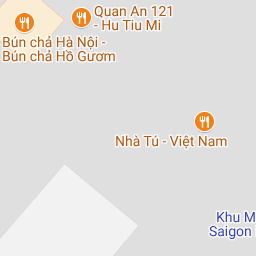 Quan An 121
- Hu Tiu Mi
Bún chả Hà Nội -
Bún chả Hồ Gươm
Nhà Tú - Việt Nam
Khu M
Saigon